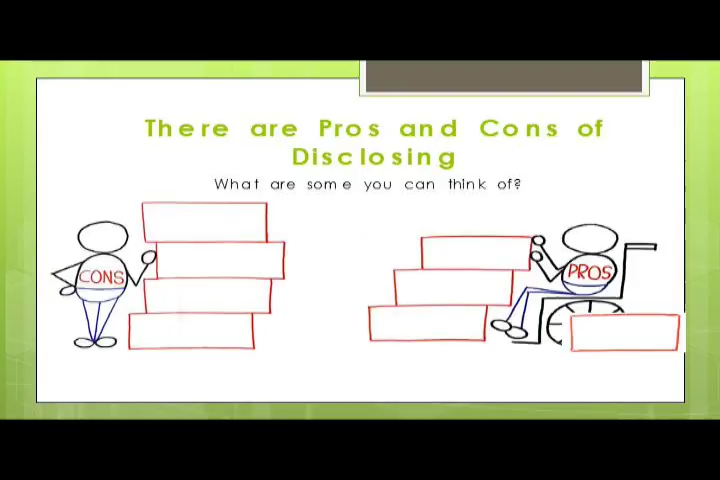 There are Pros and Cons of
Disclosing
What are some you can think of?
CONS
PROS